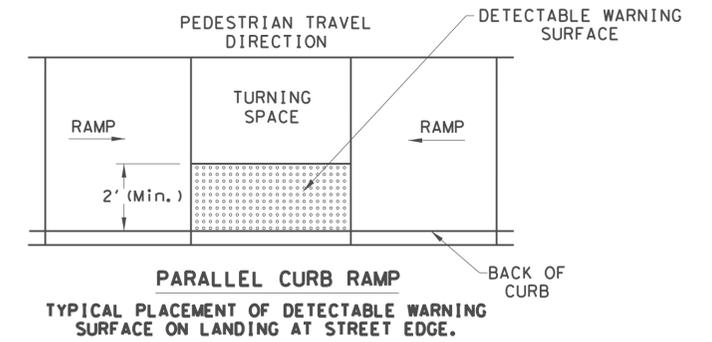 PEDESTRIAN TRAVEL
DIRECTION
DETECTABLE WARNING
SURFACE
TURNING
SPACE
RAMP
RAMP
2' (Min.)
BACK OF
CURB
PARALLEL CURB RAMP
TYPICAL PLACEMENT OF DETECTABLE WARNING
SURFACE ON LANDING AT STREET EDGE.